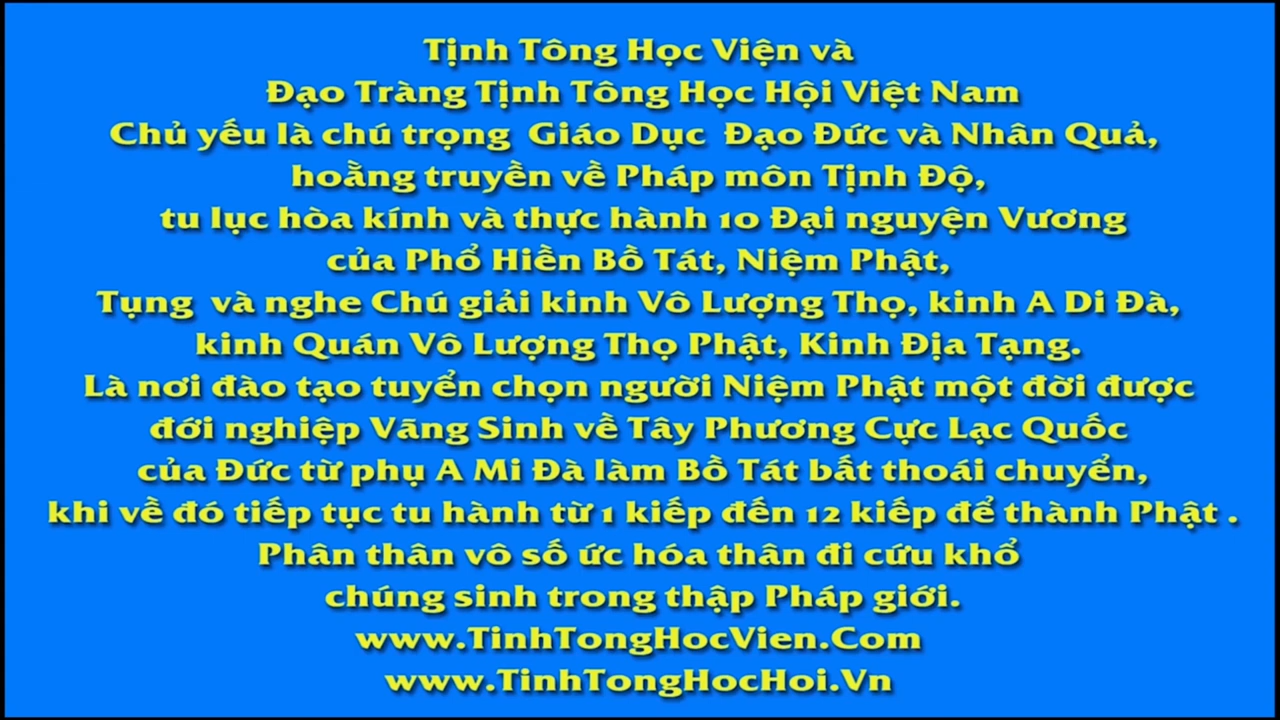 Tịnh Tông Học Viện và
Đạo Tràng Tịnh Tông Học Hội Việt Nam
Chủ yếu là chú trọng Giáo Dục Đạo Đức và Nhân Quả,
hoằng truyền về Pháp môn Tịnh Độ,
tu lục hòa kính và thực hành 10 Đại nguyện Vương
của Phổ Hiền Bồ Tát, Niệm Phật,
Tụng và nghe Chú giải kinh Vô Lượng Thọ, kinh A Di Đà,
kinh Quán Vô Lượng Thọ Phật, Kinh Địa Tạng.
Là nơi đào tạo tuyển chọn người Niệm Phật một đời được
đới nghiệp Vãng Sinh về Tây Phương Cực Lạc Quốc
của Đức từ phụ A Mi Đà làm Bồ Tát bất thoái chuyển,
khi về đó tiếp tục tu hành từ 1 kiếp đến 12 kiếp để thành Phật .
Phân thân vô số ức hóa thân đi cứu khổ
chúng sinh trong thập Pháp giới.
www.TinhTongHocVien.Com
www.TinhTongHocHoi.Vn